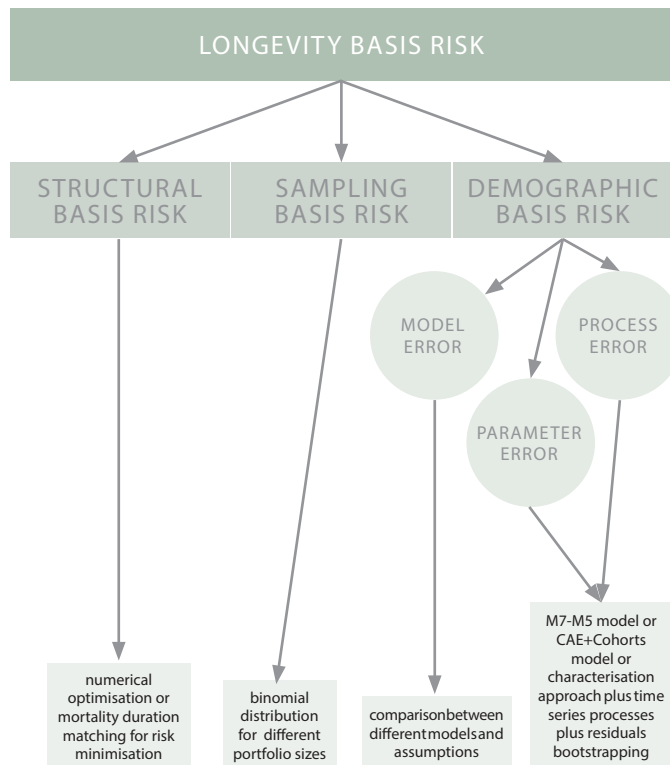 LONGEVITY BASIS RISK
STRUCTURAL
BASIS RISK
SAMPLING
BASIS RISK
DEMOGRAPHIC
BASIS RISK
MODEL
ERROR
PROCESS
ERROR
PARAMETER
ERROR
numerical
optimisation or
mortality duration
matching for risk
minimisation
binomial
distribution
for different
portfolio sizes
comparisonbetween
differentmodelsand
assumptions
M7-M5 model or
CAE+Cohorts
model or
characterisation
approach plus time
series processes
plus residuals
bootstrapping